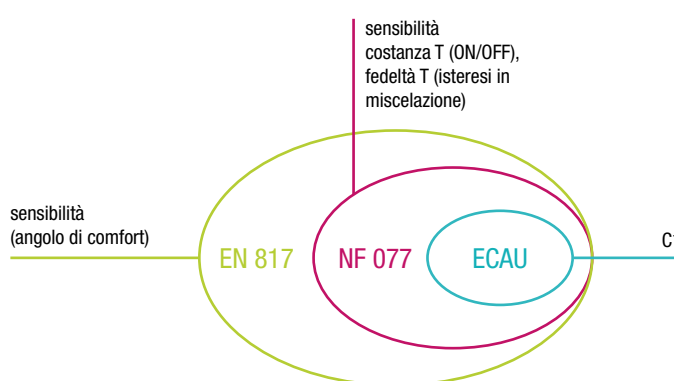 sensibilità
costanza T (ON/OFF),
fedeltà T (isteresi in
miscelazione)
sensibilità
(angolo di comfort)
EN 817
NF 077
ECAU